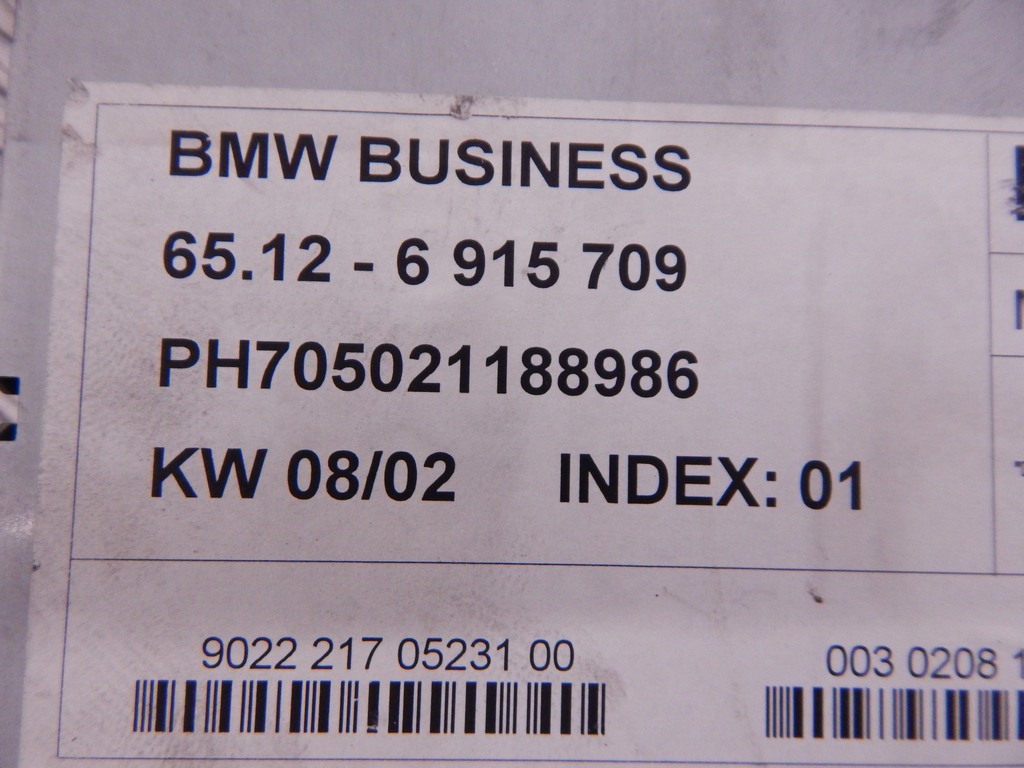 BMW BUSINESS
65.12 - 6 915 709
PH705021188986
KW 08/02 INDEX: 01
9022 217 05231 00
003 0208